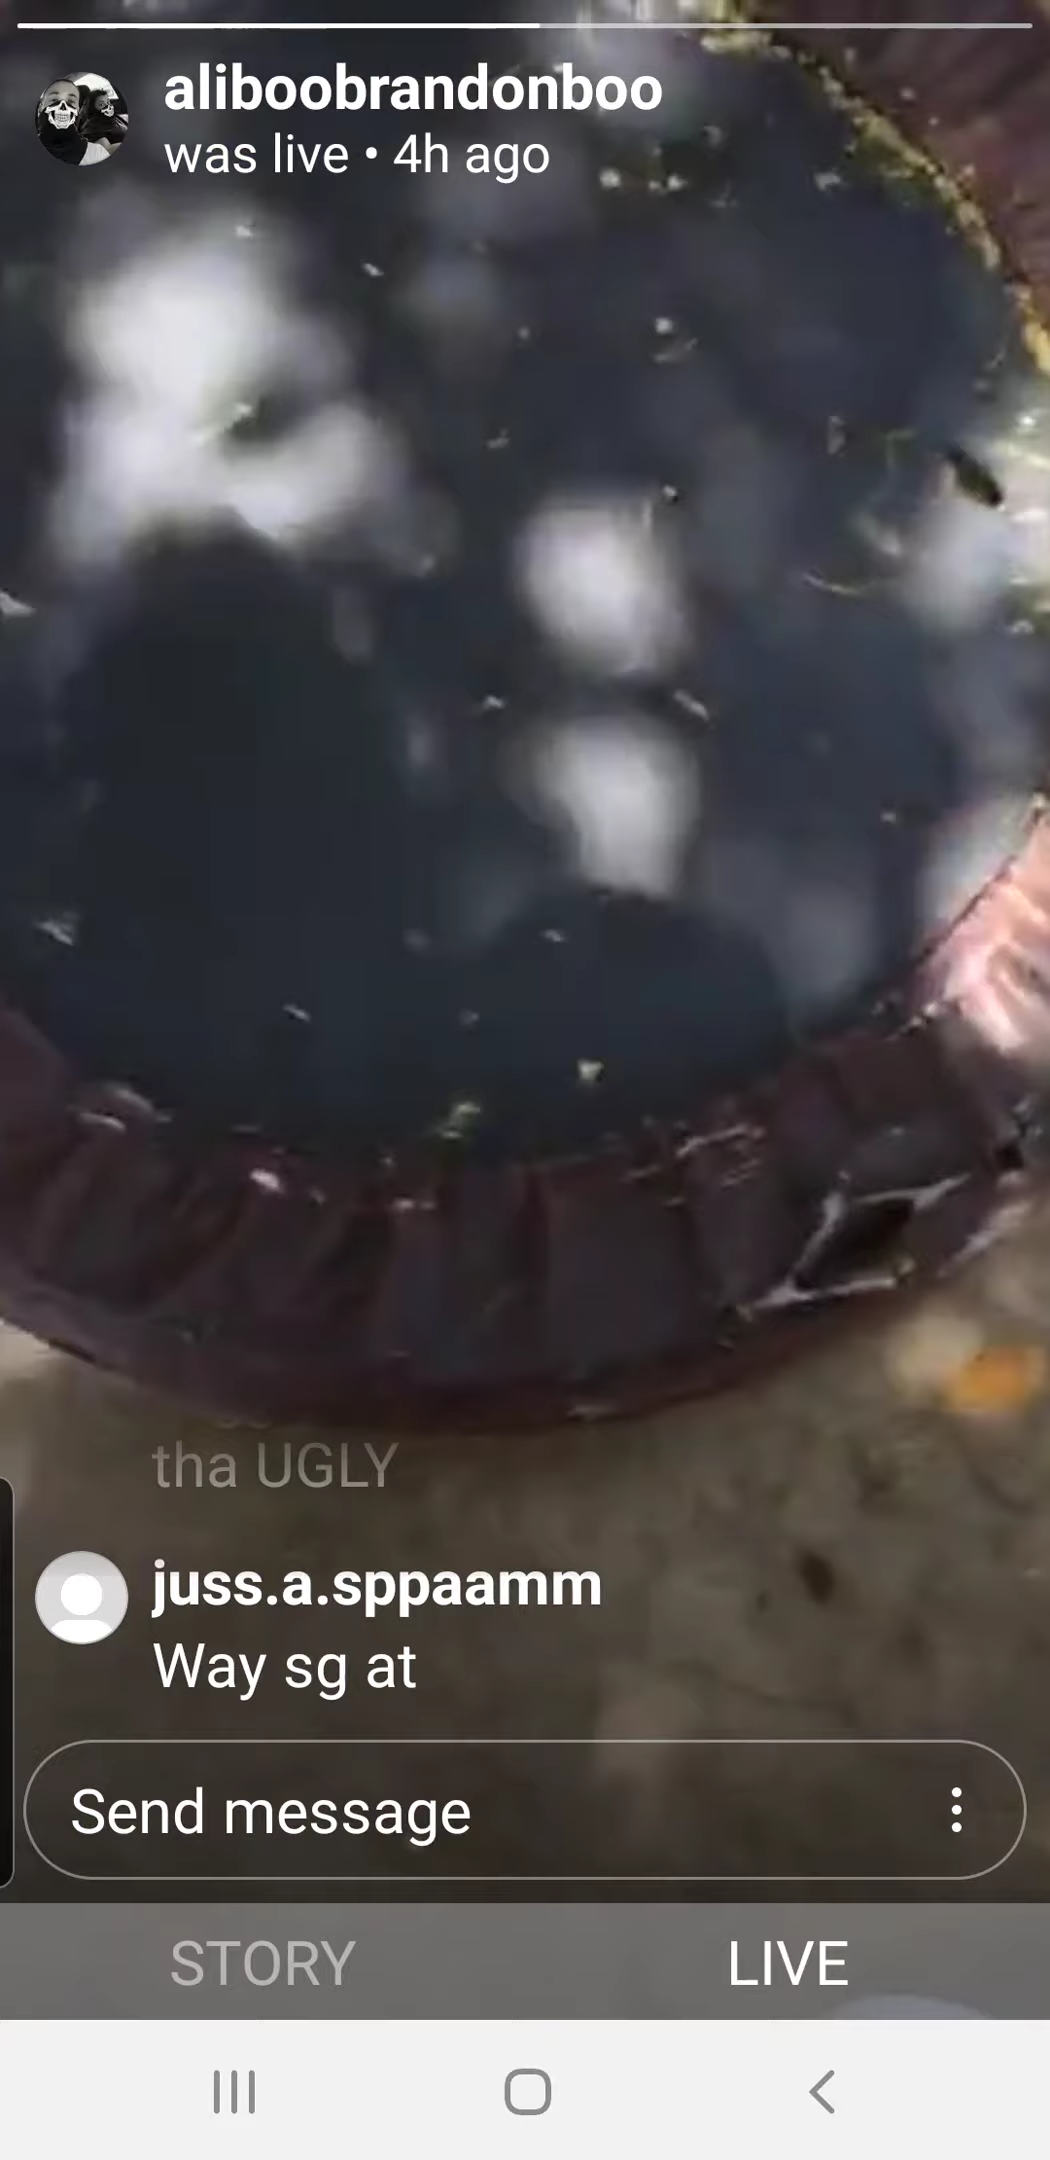 aliboobrandonboo
was live • 4h ago
tha UGLY
juss.a.sppaamm
Way sg at
Send message
STORY
LIVE